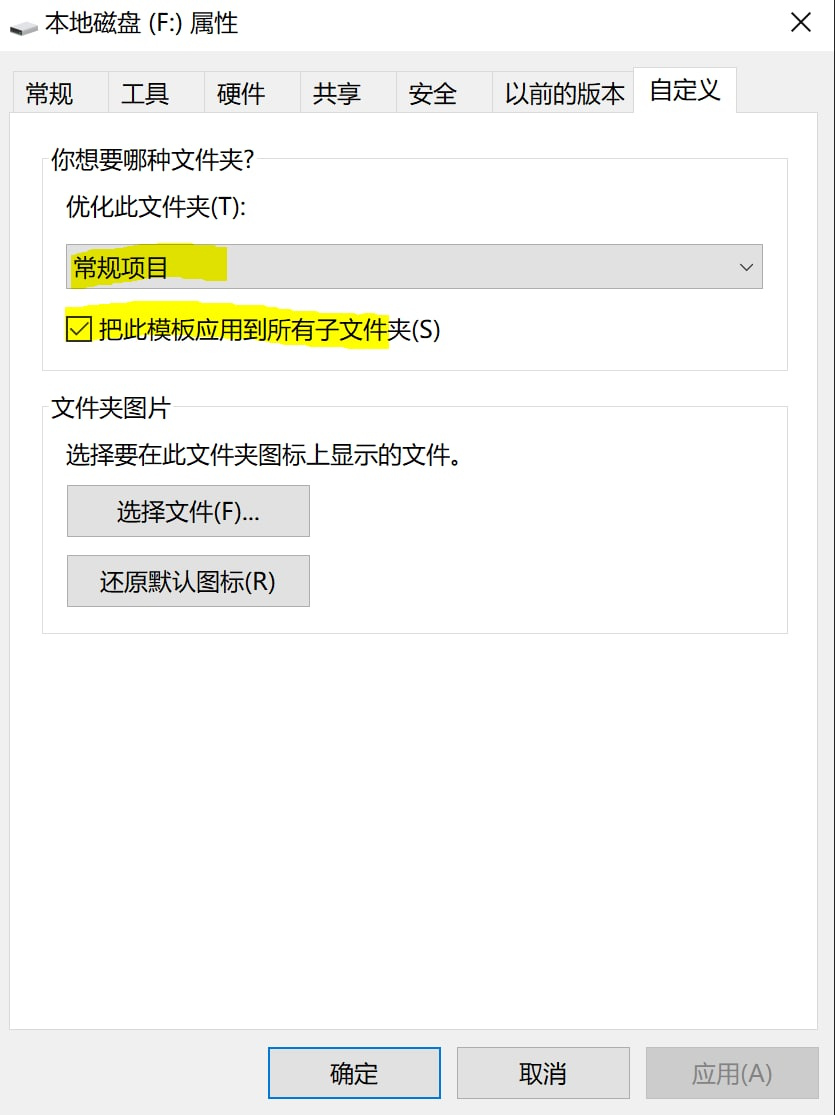 本地磁盘 (F:) 属性
常规 工具 硬件 共享 安全 以前的版本 自定义
你想要哪种文件夹?
优化此文件夹(T):
常规项目
把此模板应用到所有子文件夹(S)
文件夹图片
选择要在此文件夹图标上显示的文件。
选择文件(F)...
还原默认图标(R)
确定 取消 应用(A)